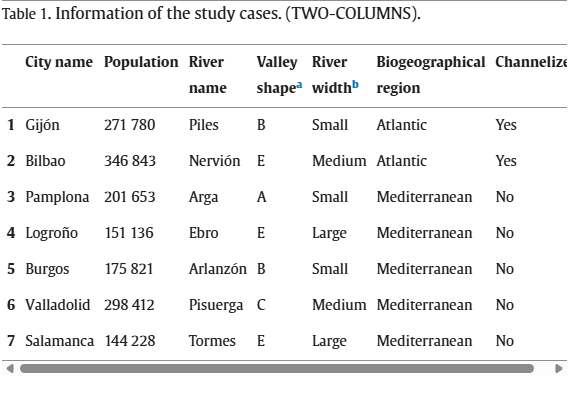 Table 1. Information of the study cases. (TWO-COLUMNS).
City name Population River name Valley shapeᵃ River widthᵇ Biogeographical region Channelize
1 Gijón 271 780 Piles B Small Atlantic Yes
2 Bilbao 346 843 Nervión E Medium Atlantic Yes
3 Pamplona 201 653 Arga A Small Mediterranean No
4 Logroño 151 136 Ebro E Large Mediterranean No
5 Burgos 175 821 Arlanzón B Small Mediterranean No
6 Valladolid 298 412 Pisuerga C Medium Mediterranean No
7 Salamanca 144 228 Tormes E Large Mediterranean No